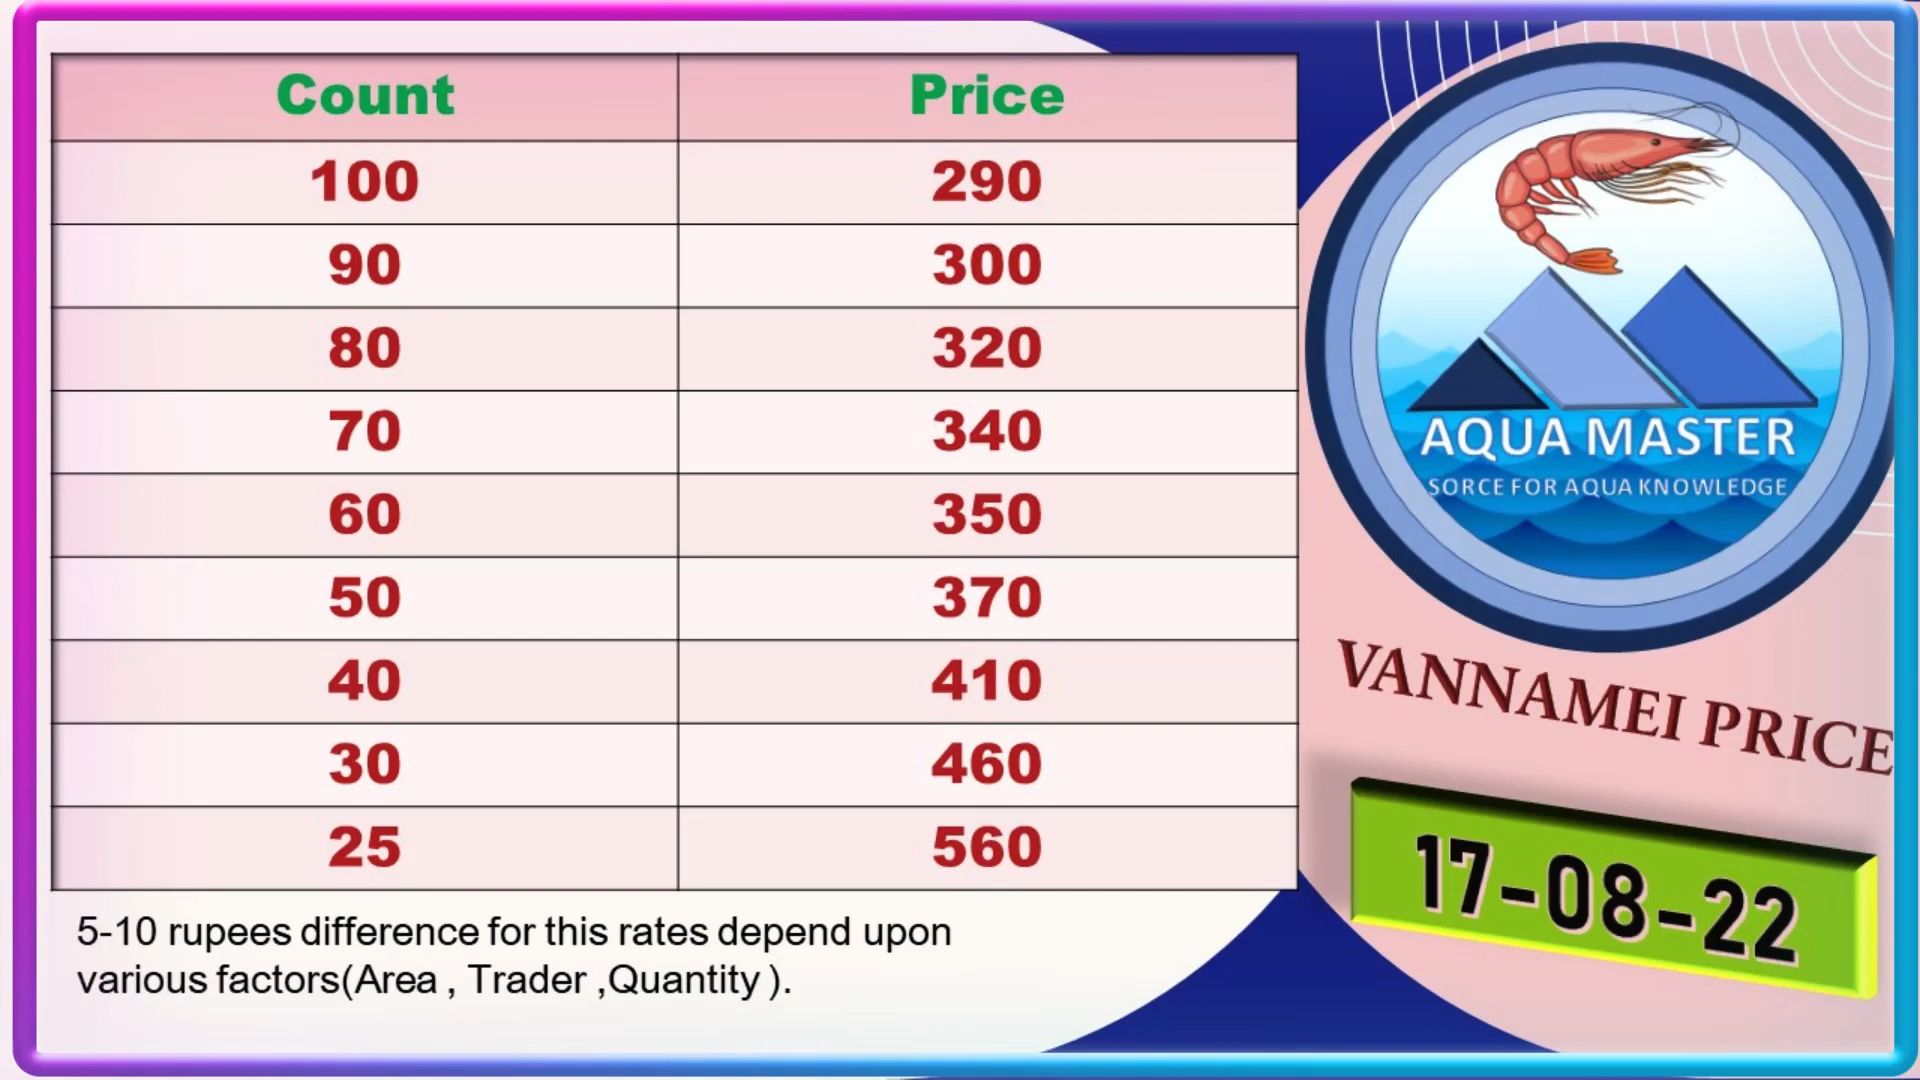 Count Price
100 290
90 300
80 320
70 340
60 350
50 370
40 410
30 460
25 560
5-10 rupees difference for this rates depend upon
various factors(Area , Trader ,Quantity ).
AQUA MASTER
SORCE FOR AQUA KNOWLEDGE
VANNAMEI PRICE
17-08-22